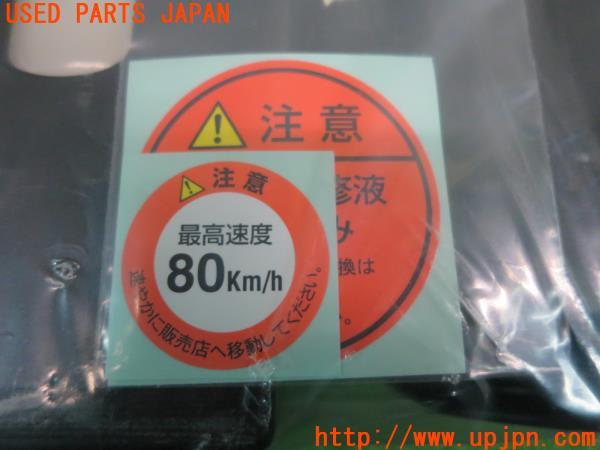 USED PARTS JAPAN
注意
修液
み
換は
。
注意
最高速度
80Km/h
速やかに販売店へ移動してください。
http://www.upjpn.com